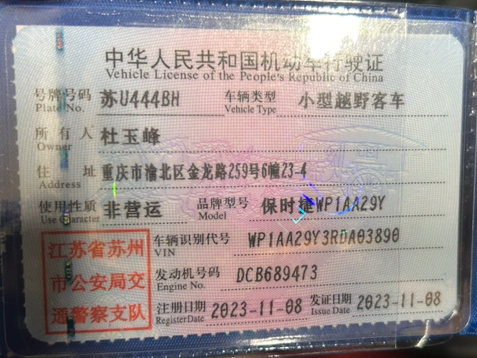 中华人民共和国机动车行驶证
Vehicle License of the People's Republic of China
号牌号码 苏U444BH 车辆类型 小型越野客车
Plate No. Vehicle Type
所有人 杜玉峰
Owner
住址 重庆市渝北区金龙路259号6幢23-4
Address
使用性质 非营运 品牌型号 保时捷WP1AA29Y
Use Character Model
江苏省苏州
市公安局交
通警察支队
车辆识别代号 WP1AA29Y3RDA03890
VIN
发动机号码 DCB689473
Engine No.
注册日期 2023-11-08 发证日期 2023-11-08
Register Date Issue Date